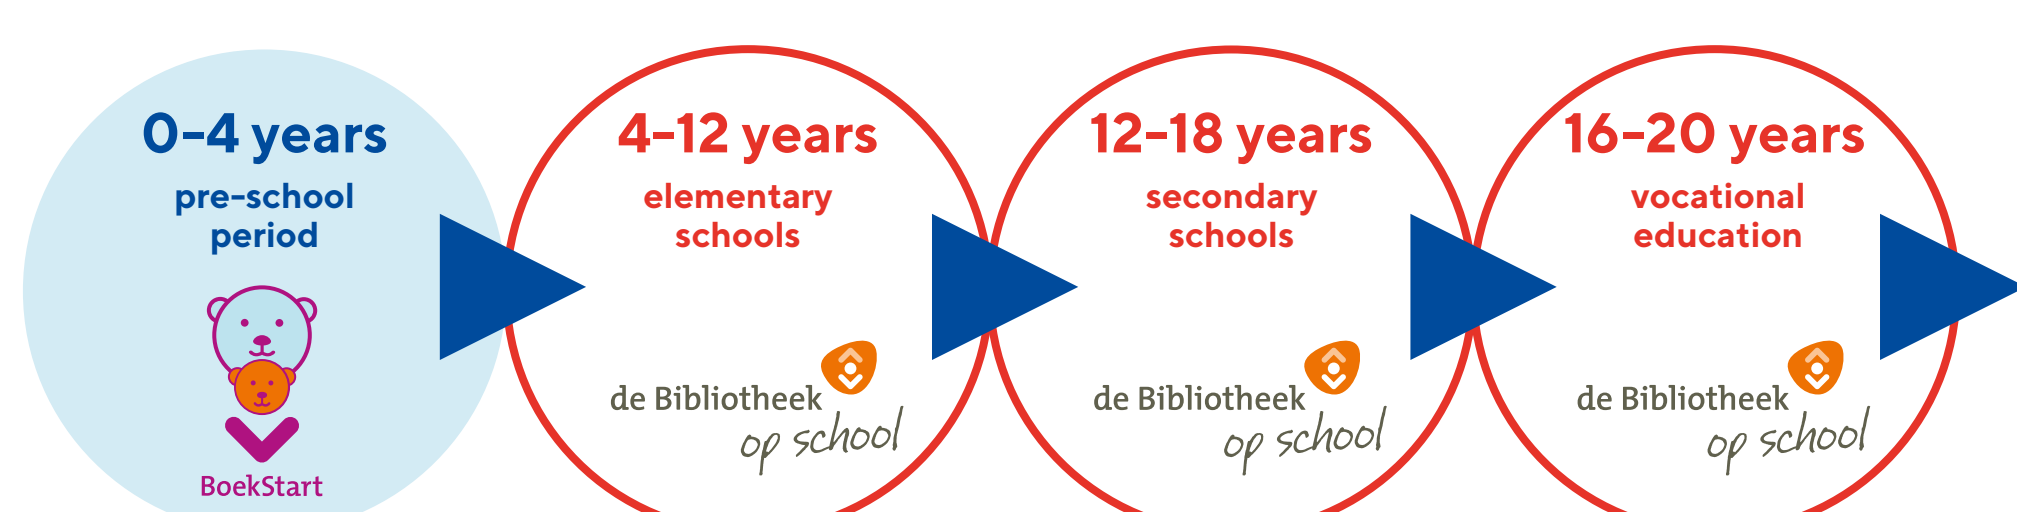 0-4 years
pre-school
period
BoekStart
4-12 years
elementary
schools
de Bibliotheek
op school
12-18 years
secondary
schools
de Bibliotheek
op school
16-20 years
vocational
education
de Bibliotheek
op school